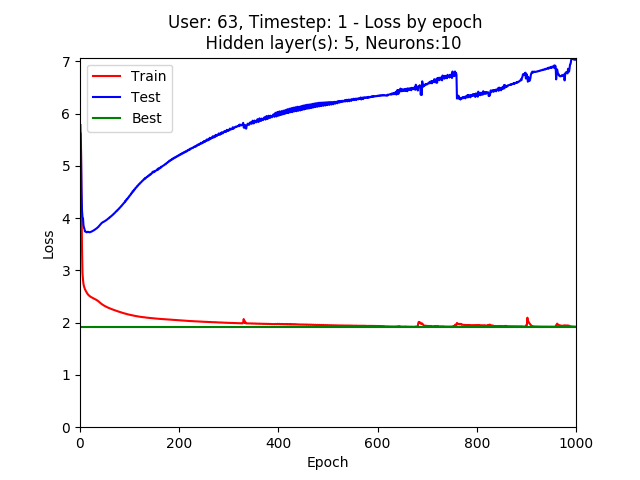 User: 63, Timestep: 1 - Loss by epoch
Hidden layer(s): 5, Neurons:10
7
6
5
4
3
2
1
0
Loss
Train
Test
Best
0 200 400 600 800 1000
Epoch